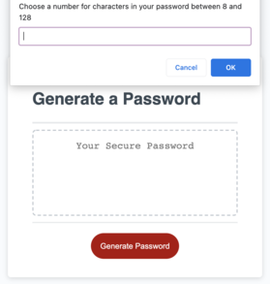 Choose a number for characters in your password between 8 and
128
Cancel
OK
Generate a Password
Your Secure Password
Generate Password